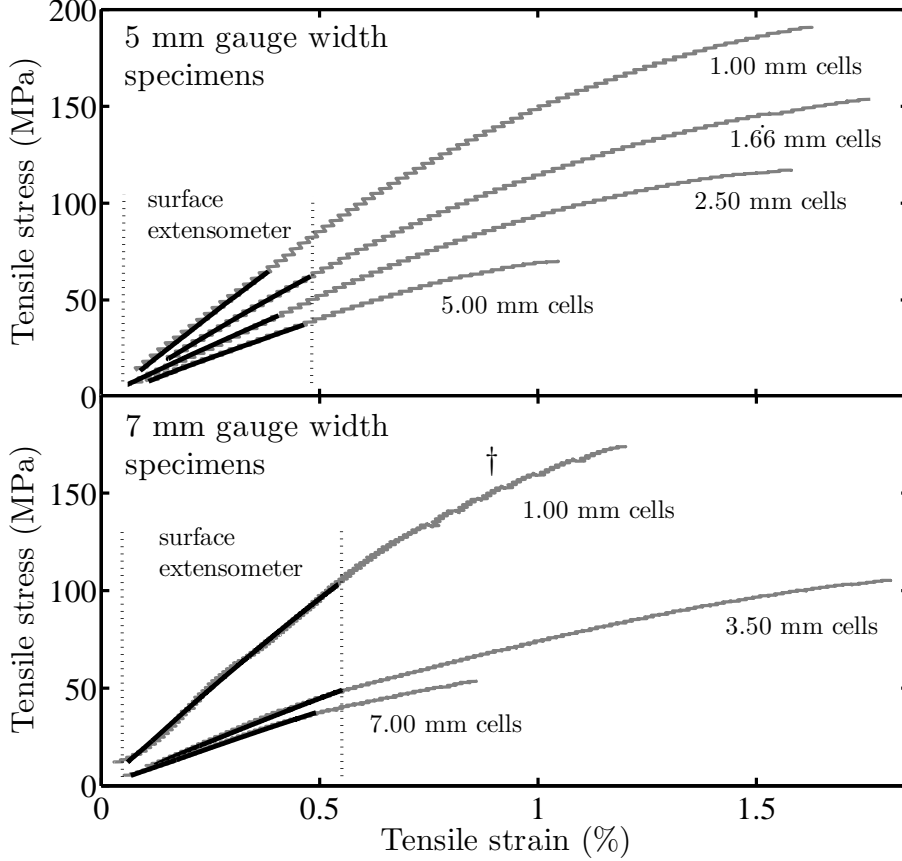 200
150
100
50
0
Tensile stress (MPa)
5 mm gauge width
specimens
surface
extensometer
1.00 mm cells
1.66̇ mm cells
2.50 mm cells
5.00 mm cells
150
100
50
0
Tensile stress (MPa)
7 mm gauge width
specimens
surface
extensometer
†
1.00 mm cells
3.50 mm cells
7.00 mm cells
0 0.5 1 1.5
Tensile strain (%)